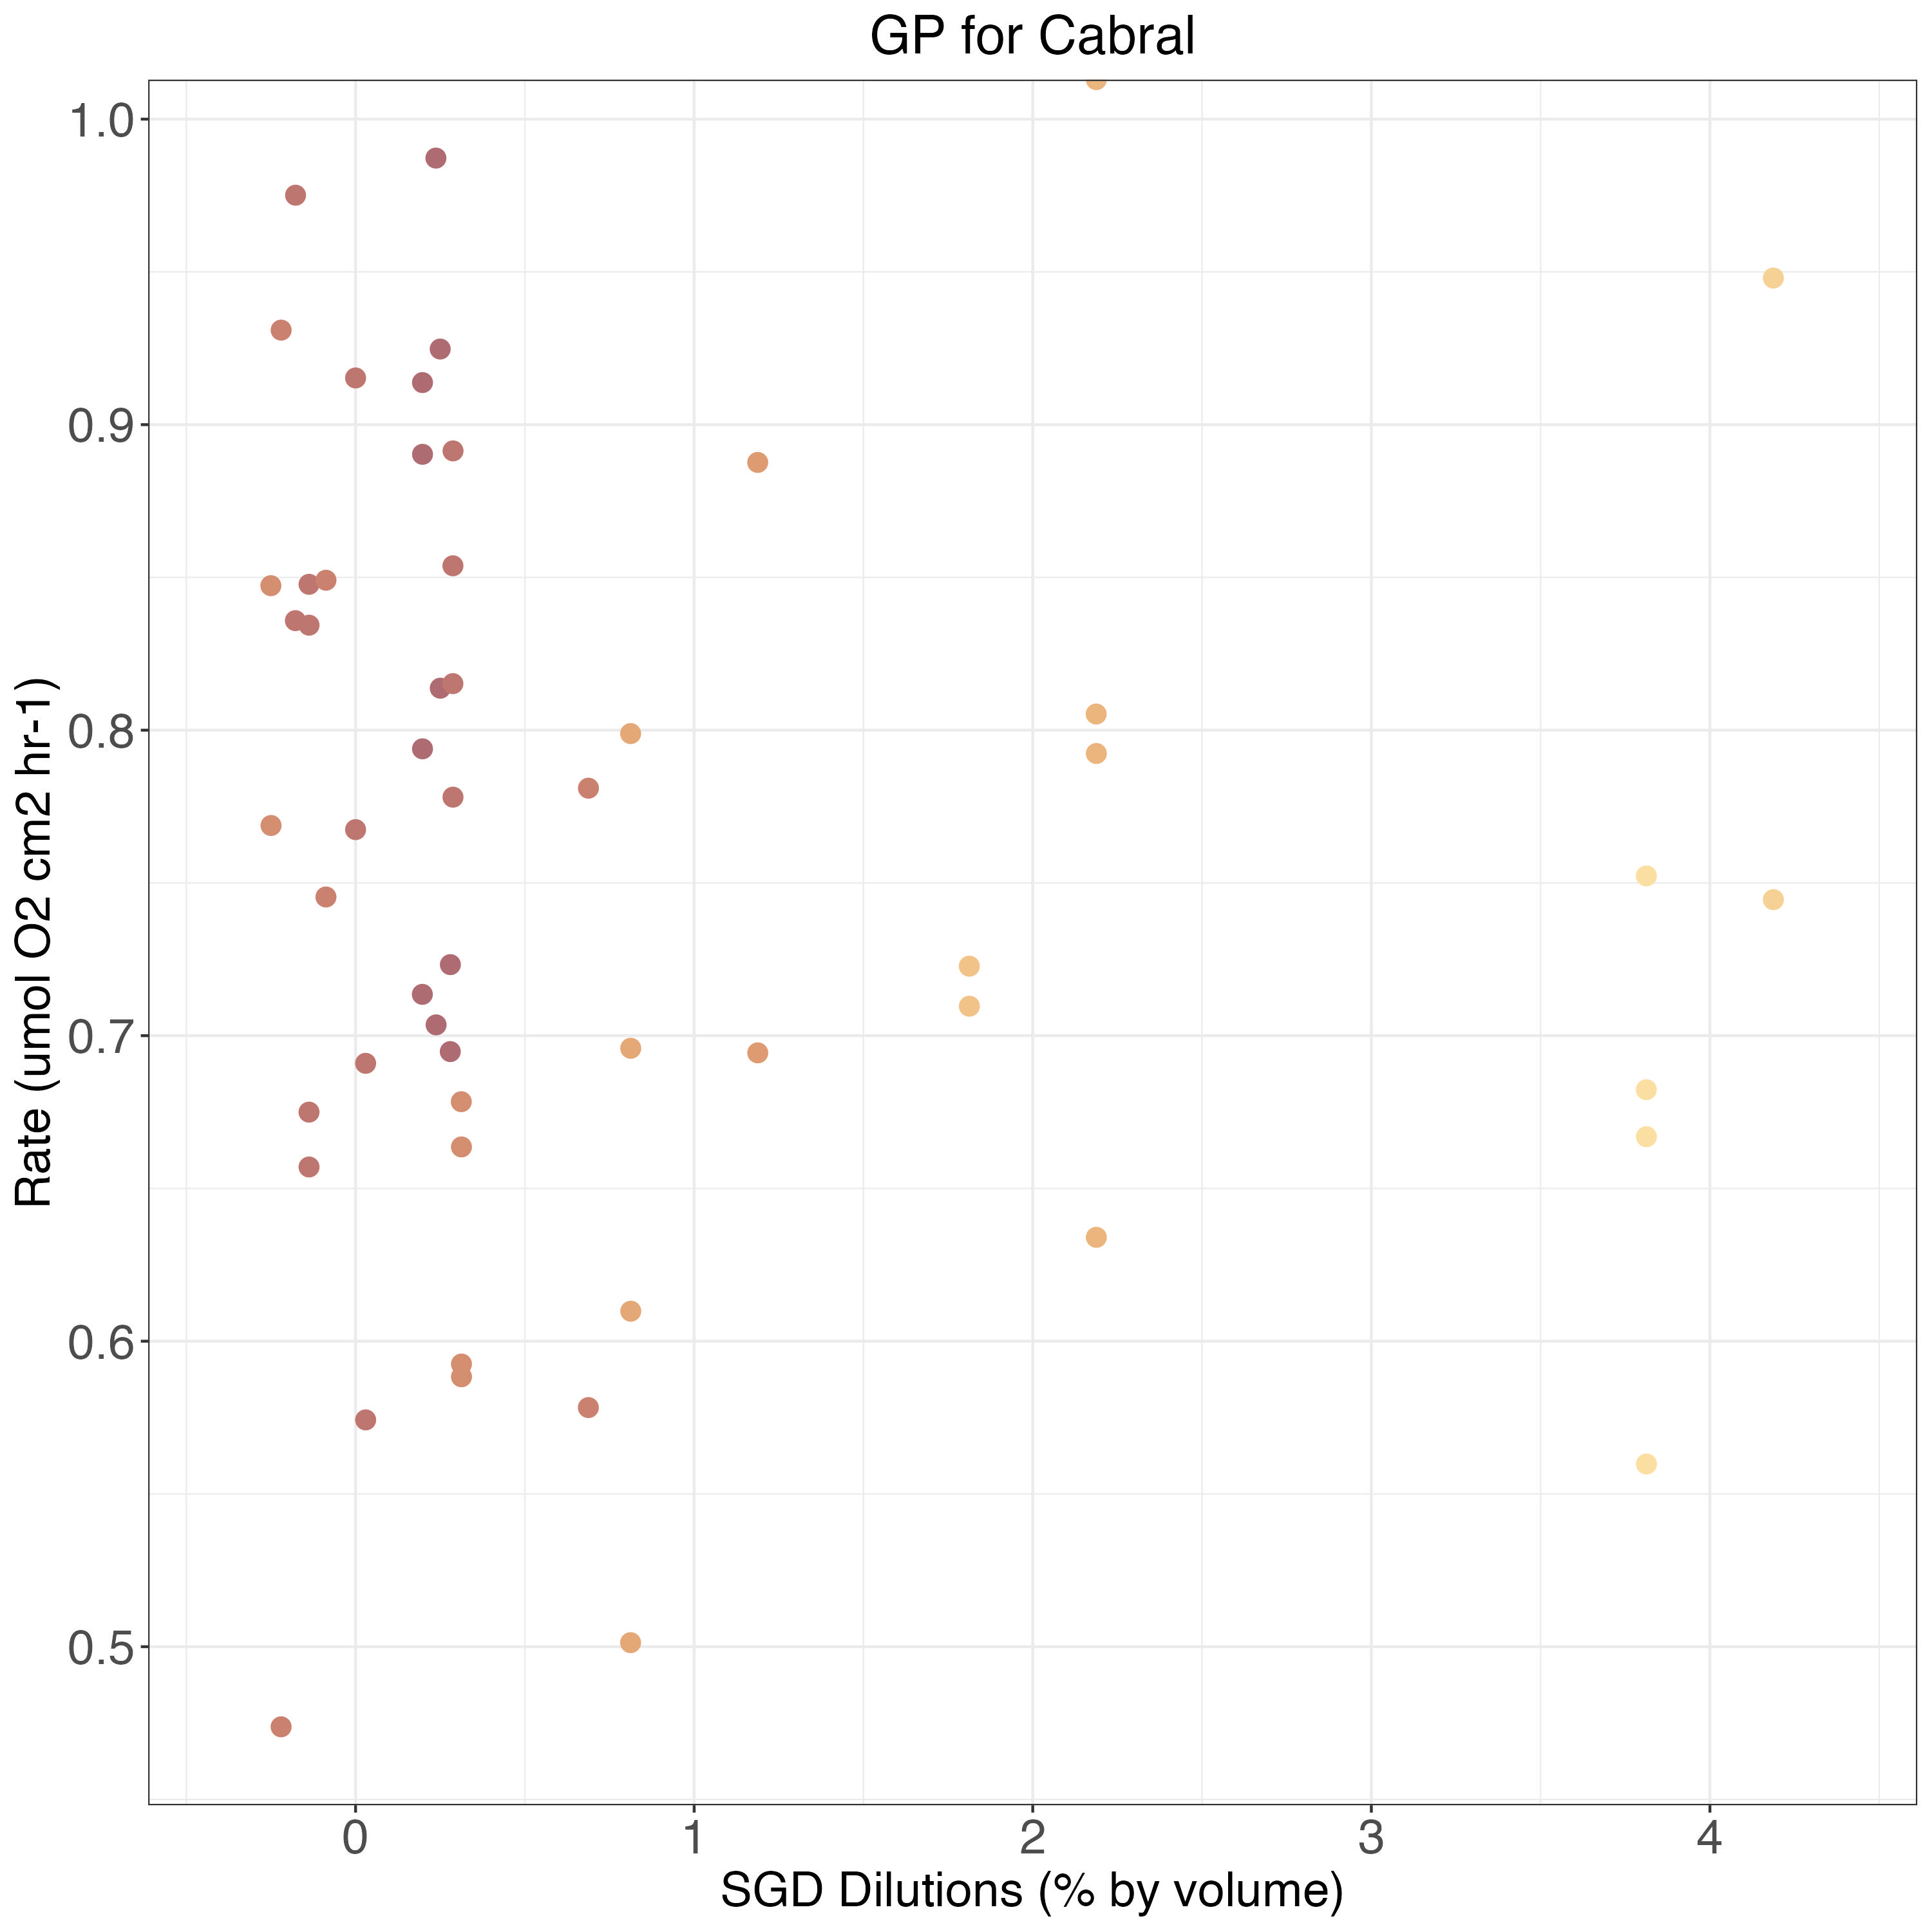 GP for Cabral
1.0
0.9
0.8
0.7
0.6
0.5
Rate (umol O2 cm2 hr-1)
0 1 2 3 4
SGD Dilutions (% by volume)